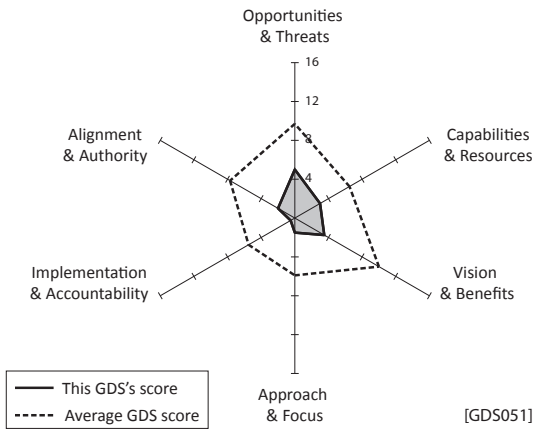 Opportunities
& Threats
16
12
8
4
Alignment
& Authority
Capabilities
& Resources
Implementation
& Accountability
Vision
& Benefits
Approach
& Focus
This GDS's score
Average GDS score
[GDS051]